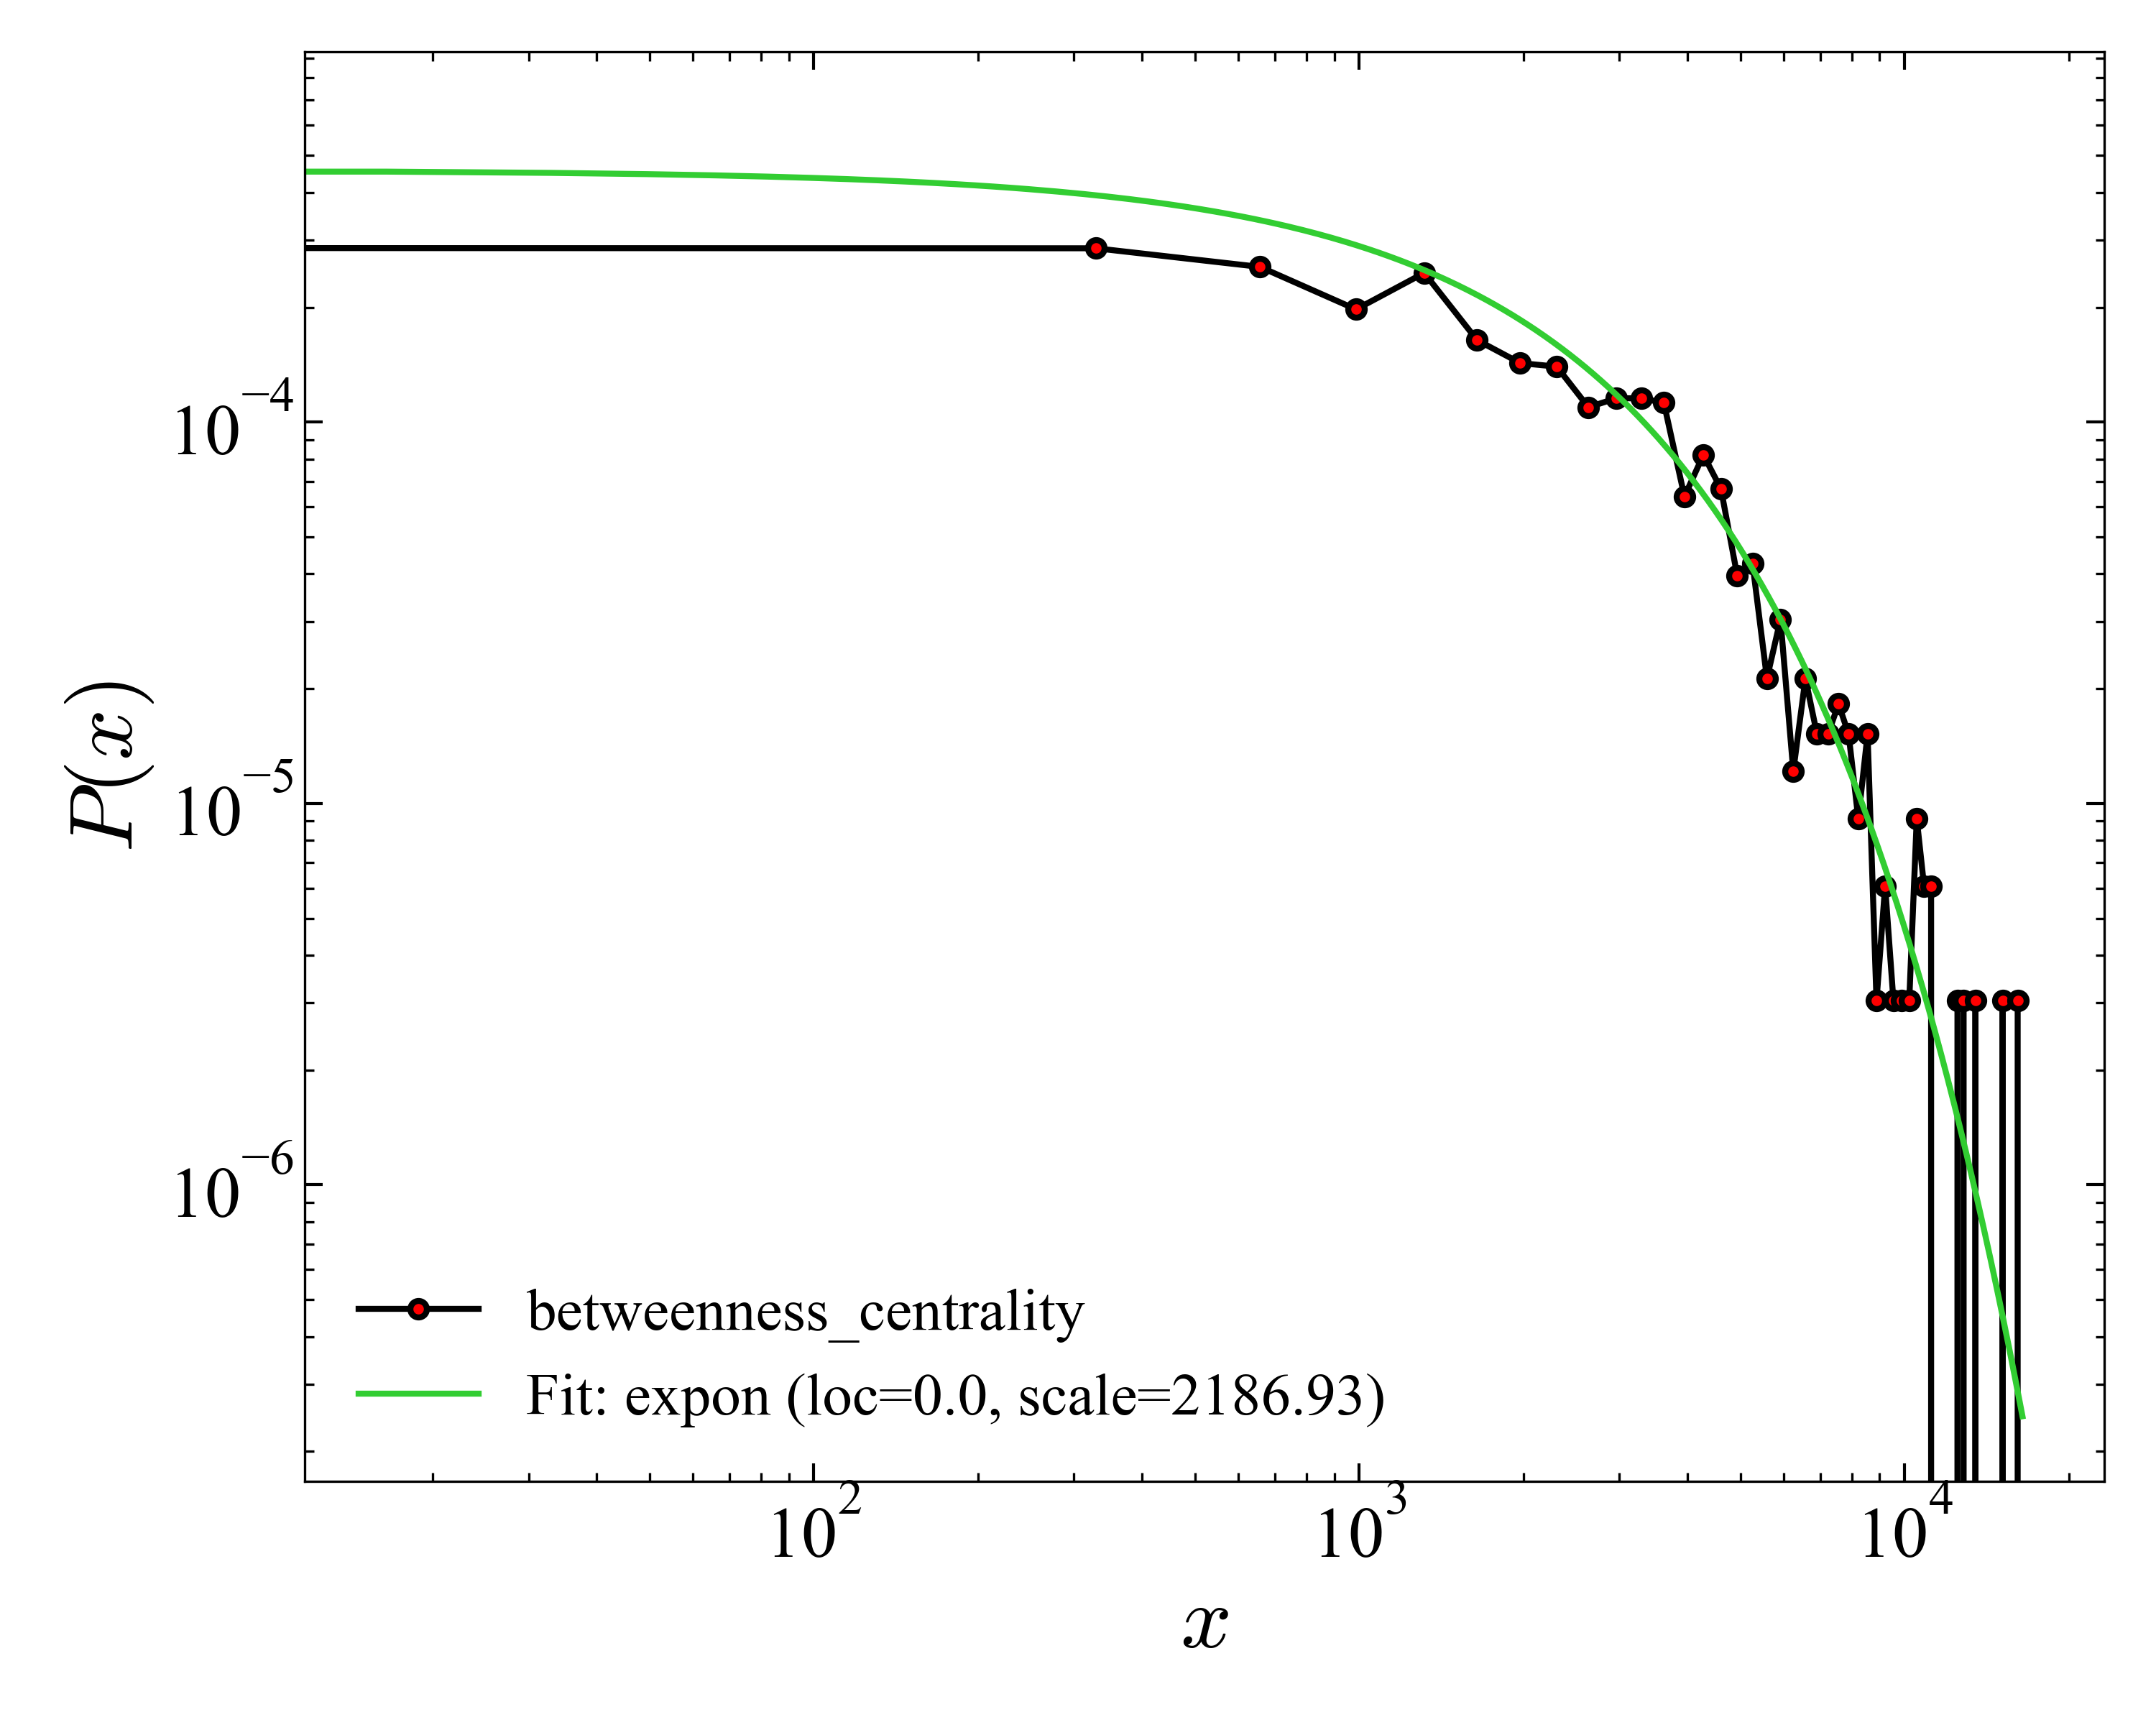 P(x)
10^−4
10^−5
10^−6
betweenness_centrality
Fit: expon (loc=0.0, scale=2186.93)
10^2
10^3
10^4
x